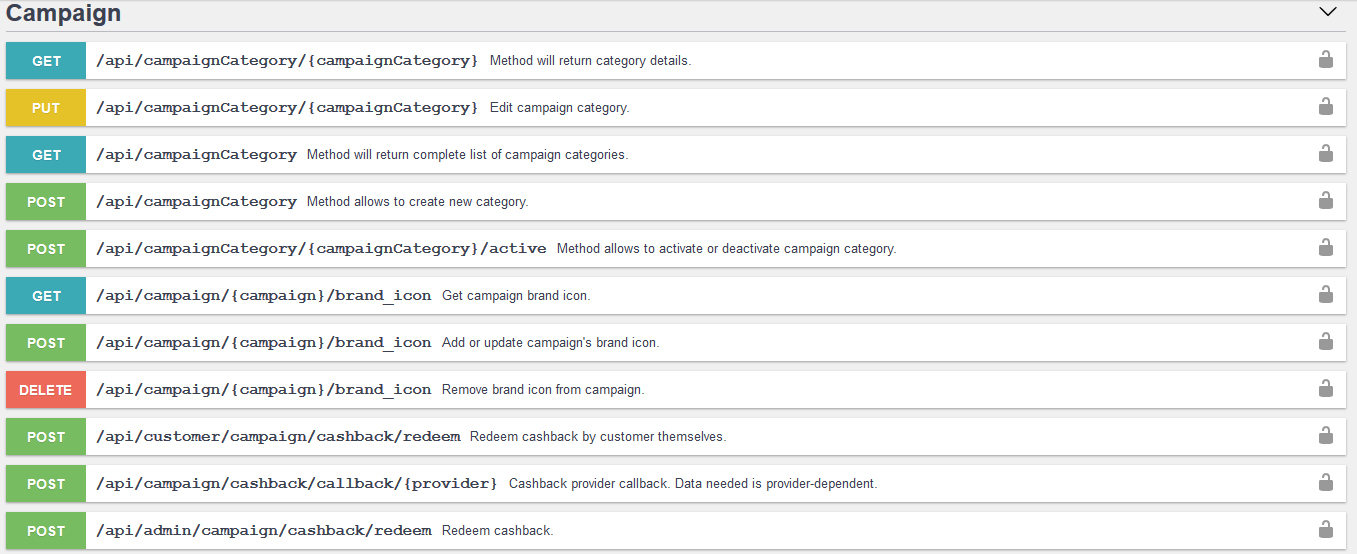 Campaign
GET /api/campaignCategory/{campaignCategory} Method will return category details.
PUT /api/campaignCategory/{campaignCategory} Edit campaign category.
GET /api/campaignCategory Method will return complete list of campaign categories.
POST /api/campaignCategory Method allows to create new category.
POST /api/campaignCategory/{campaignCategory}/active Method allows to activate or deactivate campaign category.
GET /api/campaign/{campaign}/brand_icon Get campaign brand icon.
POST /api/campaign/{campaign}/brand_icon Add or update campaign's brand icon.
DELETE /api/campaign/{campaign}/brand_icon Remove brand icon from campaign.
POST /api/customer/campaign/cashback/redeem Redeem cashback by customer themselves.
POST /api/campaign/cashback/callback/{provider} Cashback provider callback. Data needed is provider-dependent.
POST /api/admin/campaign/cashback/redeem Redeem cashback.